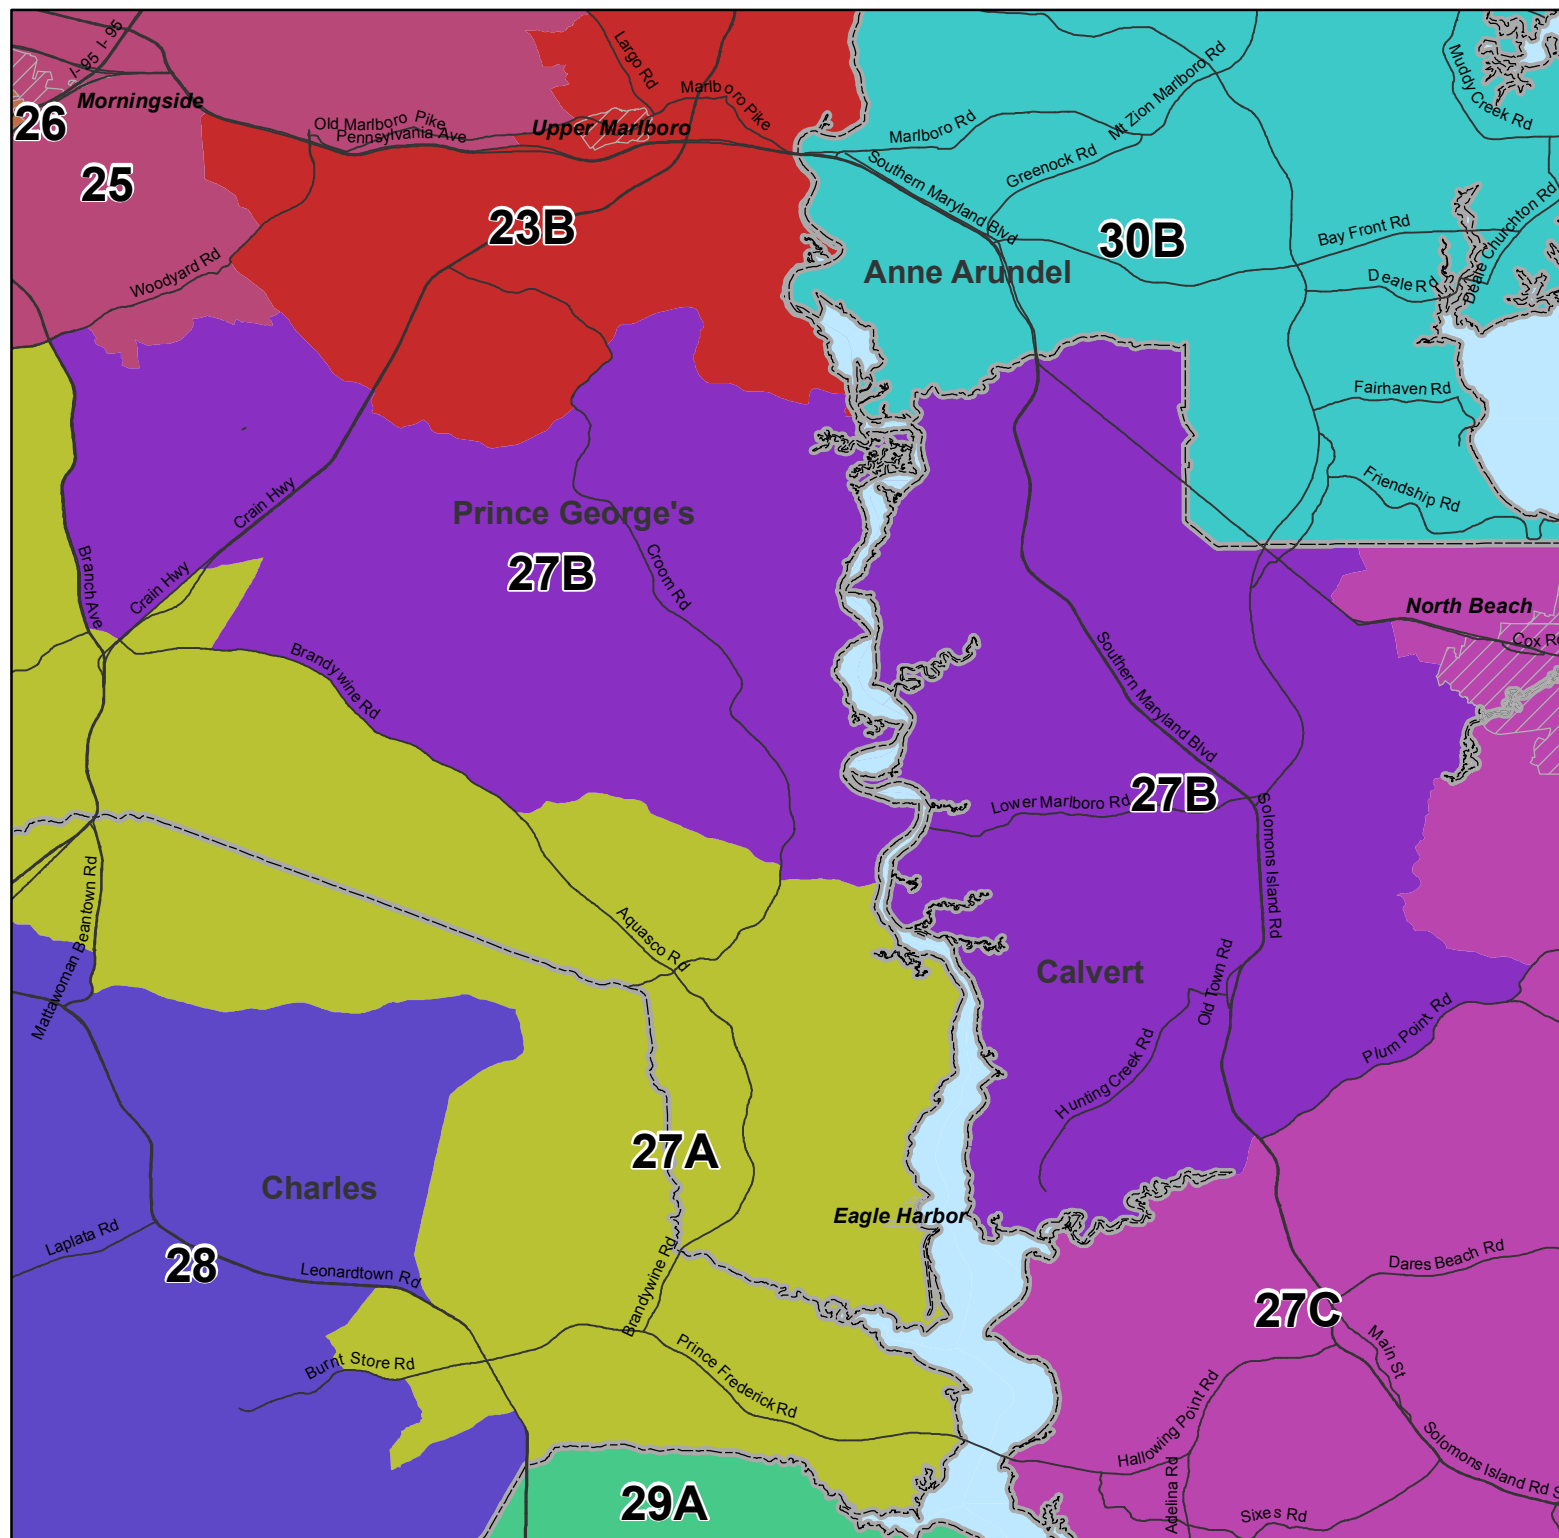 I- 95
I- 95
Morningside
26
25
Largo Rd
Marlboro Pike
Old Marlboro Pike
Pennsylvania Ave
Upper Marlboro
Marlboro Rd
Mt Zion Marlboro Rd
Muddy Creek Rd
Greenock Rd
Southern Maryland Blvd
23B
30B
Bay Front Rd
Deale Churchton Rd
Woodyard Rd
Anne Arundel
Deale Rd
Fairhaven Rd
Friendship Rd
Crain Hwy
Prince George's
27B
Branch Ave
Crain Hwy
Croom Rd
North Beach
Cox Rd
Brandywine Rd
Southern Maryland Blvd
Lower Marlboro Rd
27B
Solomons Island Rd
Mattawoman Beantown Rd
Aquasco Rd
Calvert
Old Town Rd
Plum Point Rd
Hunting Creek Rd
27A
Charles
Eagle Harbor
Laplata Rd
28
Leonardtown Rd
Brandywine Rd
Dares Beach Rd
27C
Burnt Store Rd
Prince Frederick Rd
Main St
Hallowing Point Rd
Solomons Island Rd S
Adelina Rd
Sixes Rd
29A